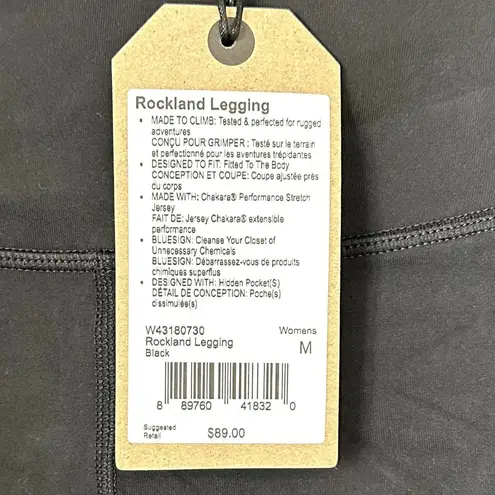 Rockland Legging
• MADE TO CLIMB: Tested & perfected for rugged
adventures
CONÇU POUR GRIMPER : Testé sur le terrain
et perfectionné pour les aventures trépidantes
• DESIGNED TO FIT: Fitted To The Body
CONCEPTION ET COUPE: Coupe ajustée près
du corps
• MADE WITH: Chakara® Performance Stretch
Jersey
FAIT DE: Jersey Chakara® extensible
performance
• BLUESIGN: Cleanse Your Closet of
Unnecessary Chemicals
BLUESIGN: Débarrassez-vous de produits
chimiques superflus
• DESIGNED WITH: Hidden Pocket(S)
DÉTAIL DE CONCEPTION: Poche(s)
dissimulée(s)
W43180730 Womens
Rockland Legging M
Black
8 89760 41832 0
Suggested
Retail $89.00